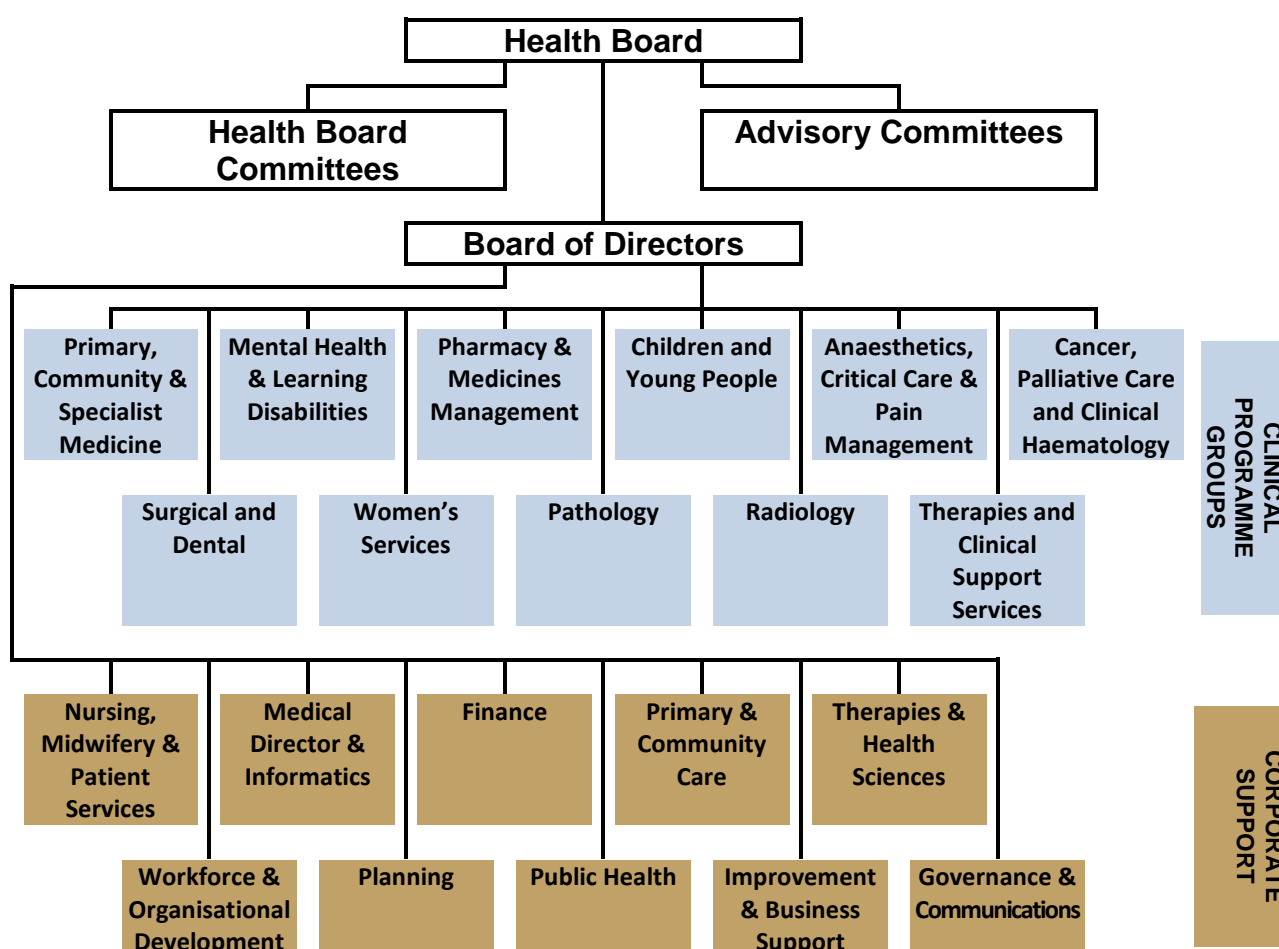 Health Board
Health Board
Committees
Advisory Committees
Board of Directors
Primary,
Community &
Specialist
Medicine
Mental Health
& Learning
Disabilities
Pharmacy &
Medicines
Management
Children and
Young People
Anaesthetics,
Critical Care &
Pain
Management
Cancer,
Palliative Care
and Clinical
Haematology
CLINICAL
PROGRAMME
GROUPS
Surgical and
Dental
Women’s
Services
Pathology
Radiology
Therapies and
Clinical
Support
Services
Nursing,
Midwifery &
Patient
Services
Medical
Director &
Informatics
Finance
Primary &
Community
Care
Therapies &
Health
Sciences
CORPORATE
SUPPORT
Workforce &
Organisational
Development
Planning
Public Health
Improvement
& Business
Support
Governance &
Communications